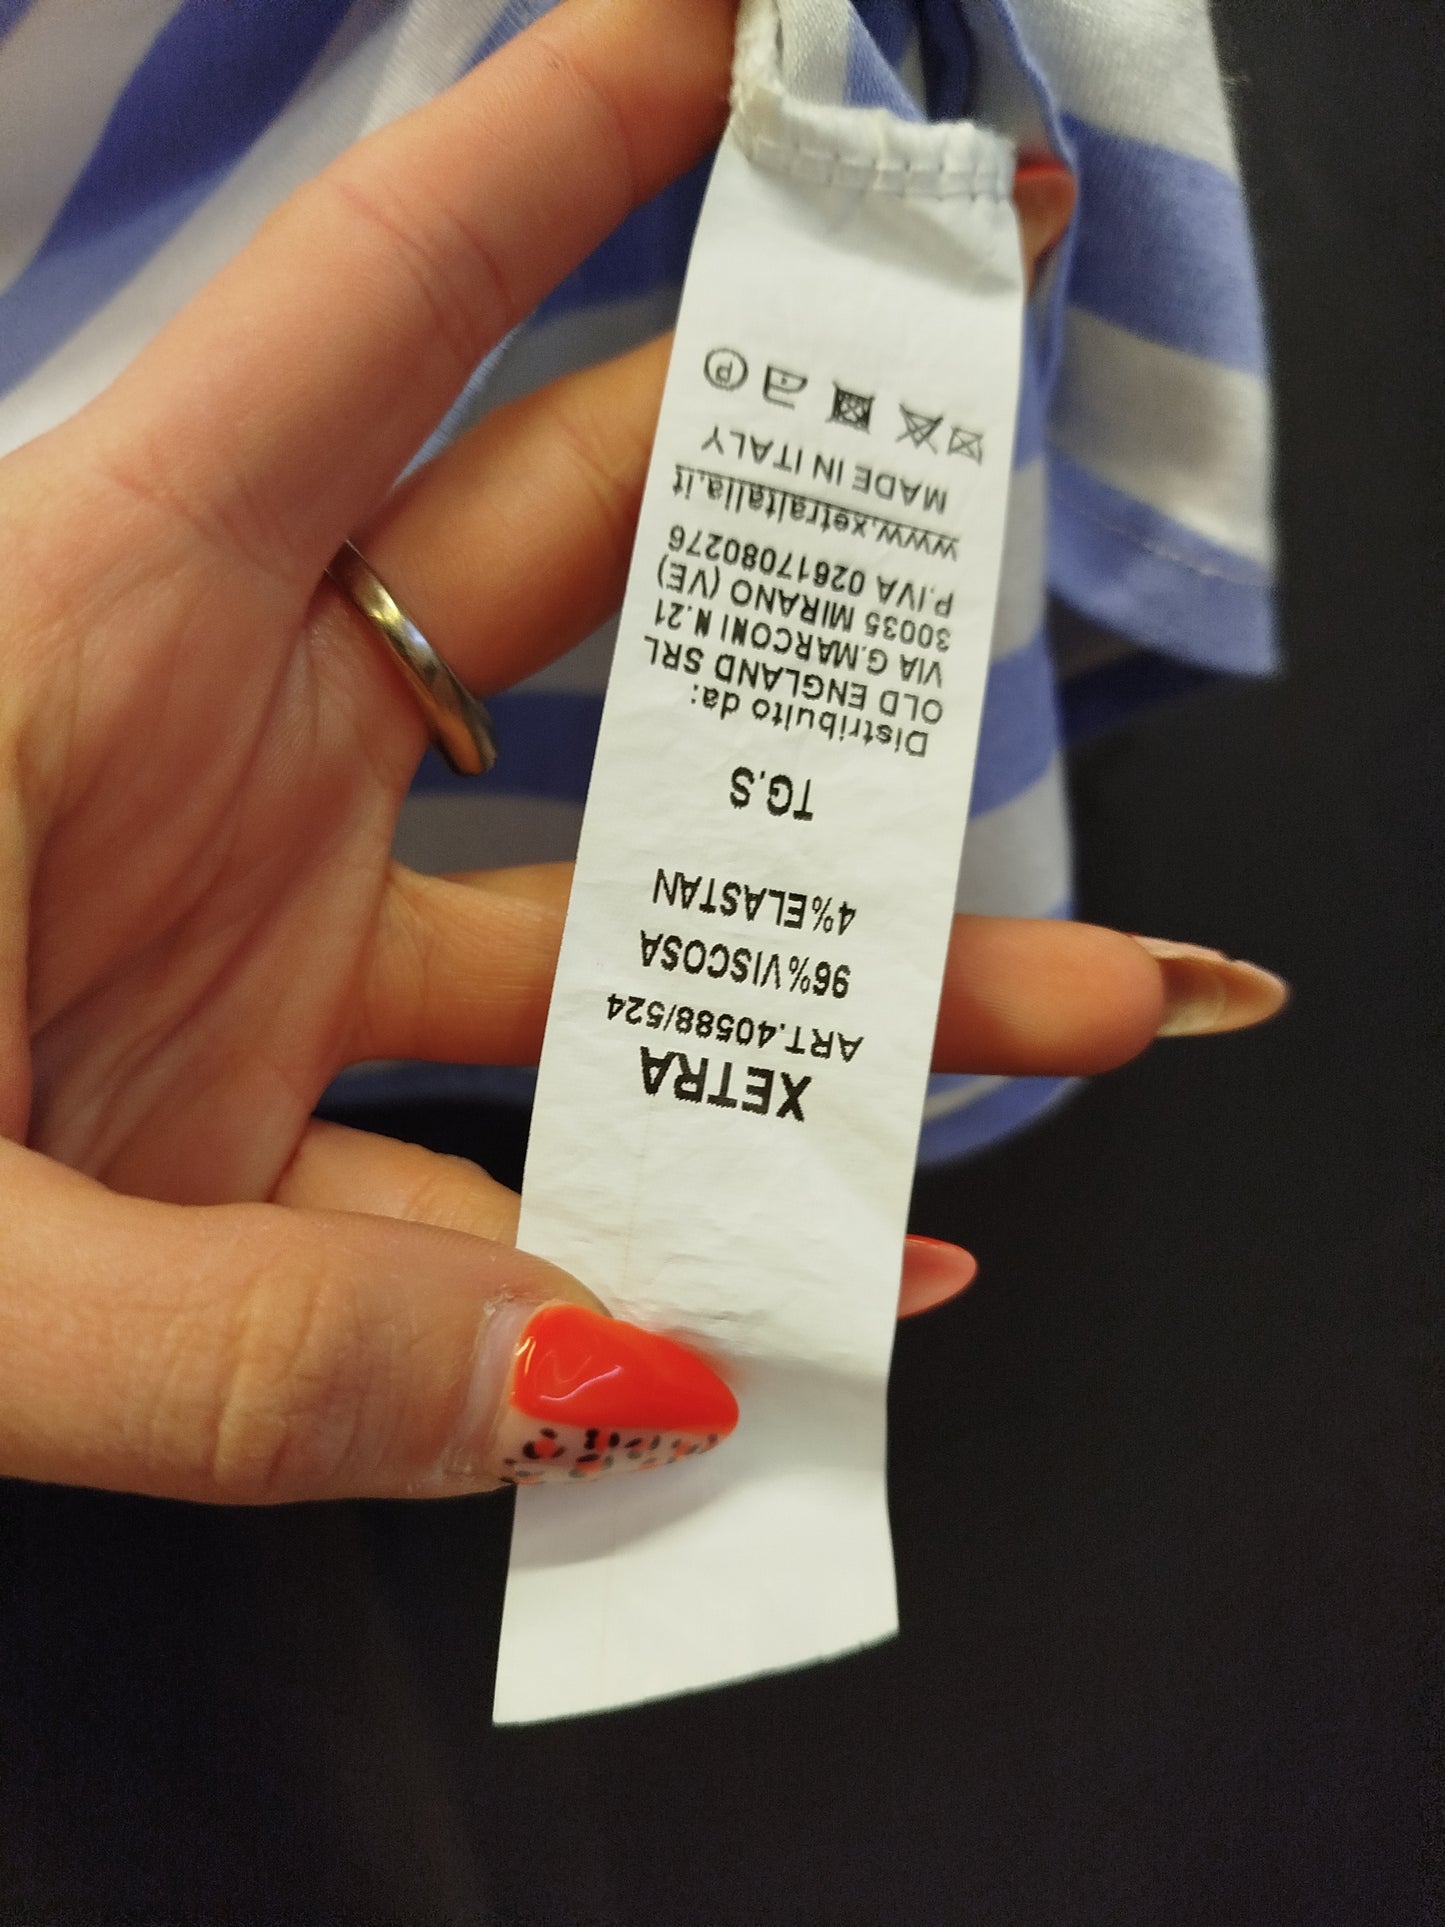 XETRA
ART.40588/524
96%VISCOSA
4%ELASTAN
TG.S
Distribuito da:
OLD ENGLAND SRL
VIA G.MARCONI N.21
30035 MIRANO (VE)
P.IVA 02617080276
www.xetraitalia.it
MADE IN ITALY
P